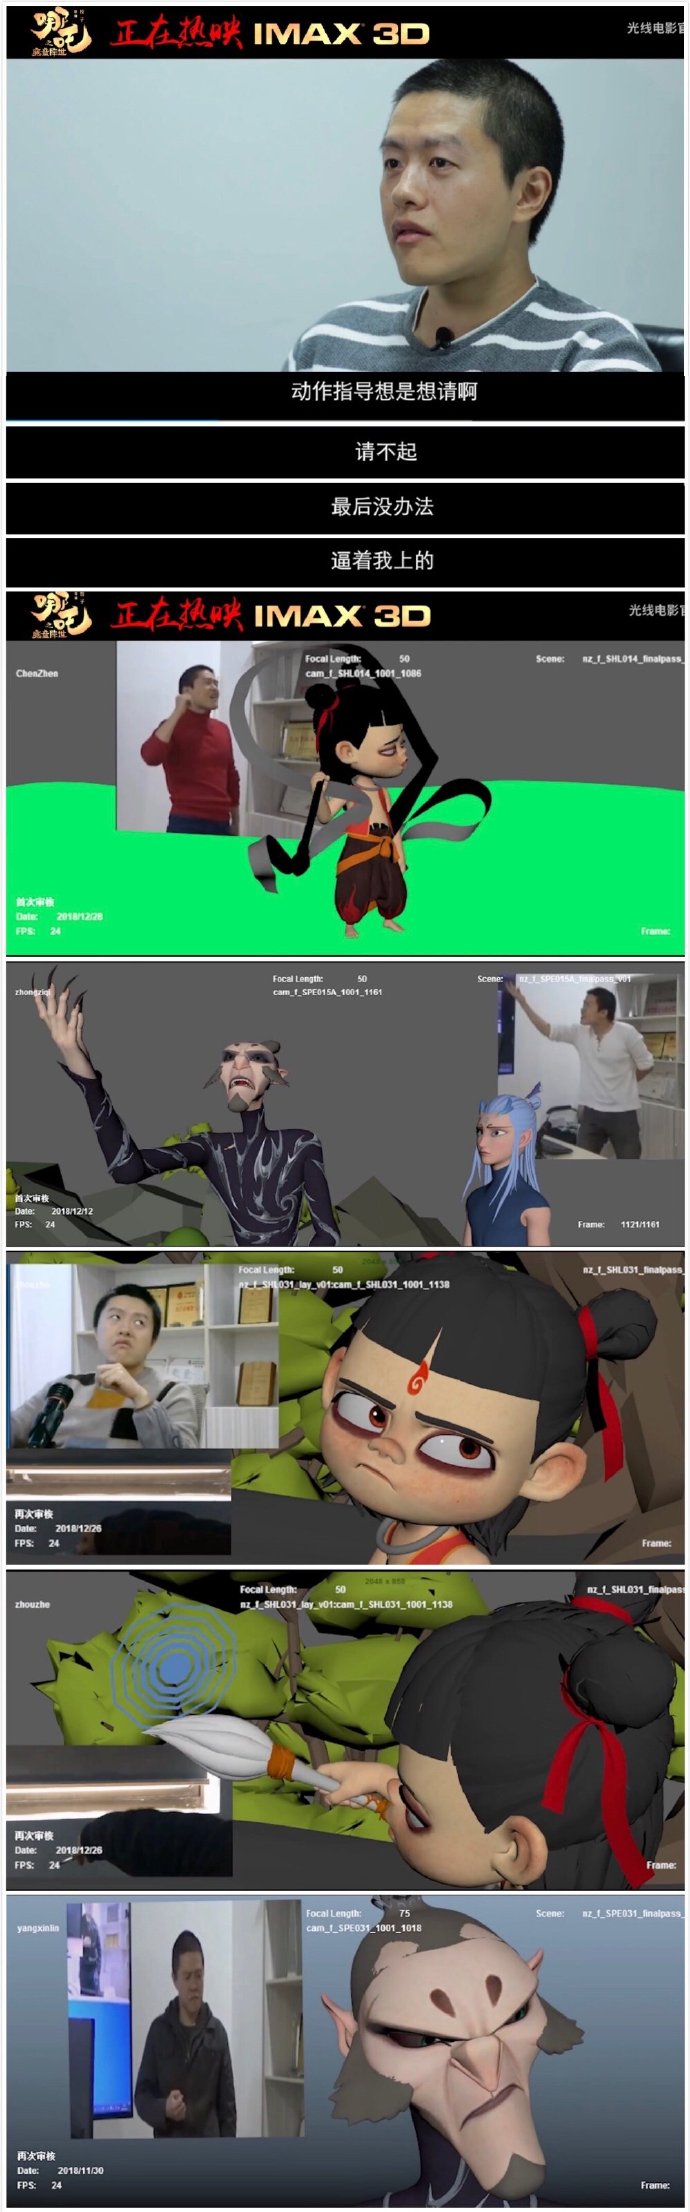 哪吒
之
魔童降世
正在热映 IMAX 3D
光线电影官
动作指导想是想请啊
请不起
最后没办法
逼着我上的
哪吒
之
魔童降世
正在热映 IMAX 3D
光线电影官
ChenZhen
Focal Length: 50
cam_f_SHL014_1001_1086
Scene: nz_f_SHL014_finalpass_
首次审核
Date: 2018/12/28
FPS: 24
Frame:
zhongziqi
Focal Length: 50
cam_f_SPE015A_1001_1161
Scene: nz_f_SPE015A_finalpass_v01
首次审核
Date: 2018/12/12
FPS: 24
Frame: 1121/1161
zhouzhe
Focal Length: 50
2048 x 858
nz_f_SHL031_lay_v01:cam_f_SHL031_1001_1138
nz_f_SHL031_finalpass_
再次审核
Date: 2018/12/26
FPS: 24
Frame:
zhouzhe
Focal Length: 50
2048 x 858
nz_f_SHL031_lay_v01:cam_f_SHL031_1001_1138
nz_f_SHL031_finalpass
再次审核
Date: 2018/12/26
FPS: 24
Frame:
yangxinlin
Focal Length: 75
cam_f_SPE031_1001_1018
Scene: nz_f_SPE031_finalpass_
再次审核
Date: 2018/11/30
FPS: 24
Frame: